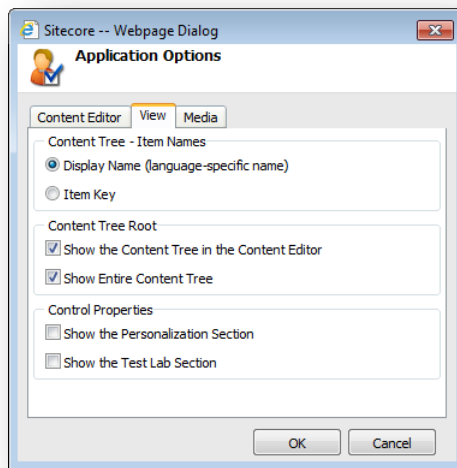 Sitecore -- Webpage Dialog
Application Options
Content Editor View Media
Content Tree - Item Names
Display Name (language-specific name)
Item Key
Content Tree Root
Show the Content Tree in the Content Editor
Show Entire Content Tree
Control Properties
Show the Personalization Section
Show the Test Lab Section
OK Cancel